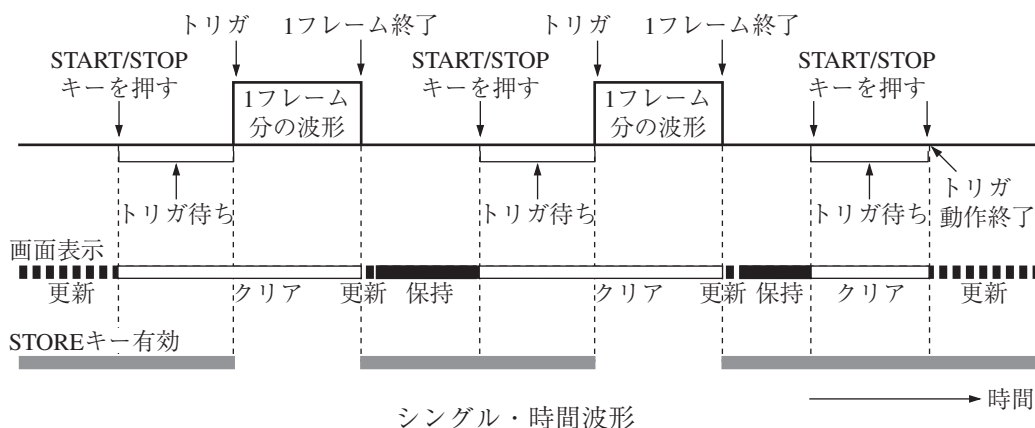 トリガ 1フレーム終了 トリガ 1フレーム終了
START/STOP
キーを押す
START/STOP
キーを押す
START/STOP
キーを押す
1フレーム
分の波形
1フレーム
分の波形
トリガ待ち
トリガ待ち
トリガ待ち
トリガ
動作終了
画面表示
更新 クリア 更新 保持 クリア 更新 保持 クリア 更新
STOREキー有効
時間
シングル・時間波形